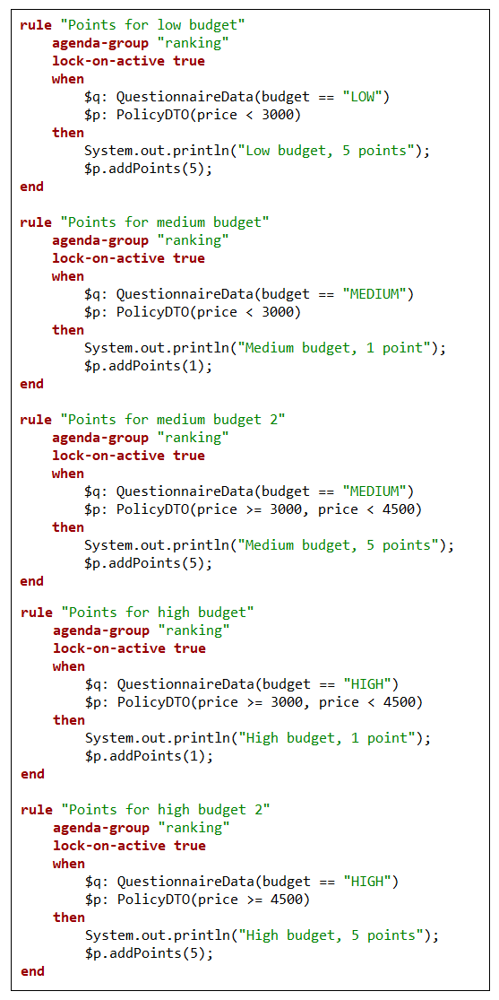 rule "Points for low budget"
    agenda-group "ranking"
    lock-on-active true
    when
        $q: QuestionnaireData(budget == "LOW")
        $p: PolicyDTO(price < 3000)
    then
        System.out.println("Low budget, 5 points");
        $p.addPoints(5);
end

rule "Points for medium budget"
    agenda-group "ranking"
    lock-on-active true
    when
        $q: QuestionnaireData(budget == "MEDIUM")
        $p: PolicyDTO(price < 3000)
    then
        System.out.println("Medium budget, 1 point");
        $p.addPoints(1);
end

rule "Points for medium budget 2"
    agenda-group "ranking"
    lock-on-active true
    when
        $q: QuestionnaireData(budget == "MEDIUM")
        $p: PolicyDTO(price >= 3000, price < 4500)
    then
        System.out.println("Medium budget, 5 points");
        $p.addPoints(5);
end

rule "Points for high budget"
    agenda-group "ranking"
    lock-on-active true
    when
        $q: QuestionnaireData(budget == "HIGH")
        $p: PolicyDTO(price >= 3000, price < 4500)
    then
        System.out.println("High budget, 1 point");
        $p.addPoints(1);
end

rule "Points for high budget 2"
    agenda-group "ranking"
    lock-on-active true
    when
        $q: QuestionnaireData(budget == "HIGH")
        $p: PolicyDTO(price >= 4500)
    then
        System.out.println("High budget, 5 points");
        $p.addPoints(5);
end